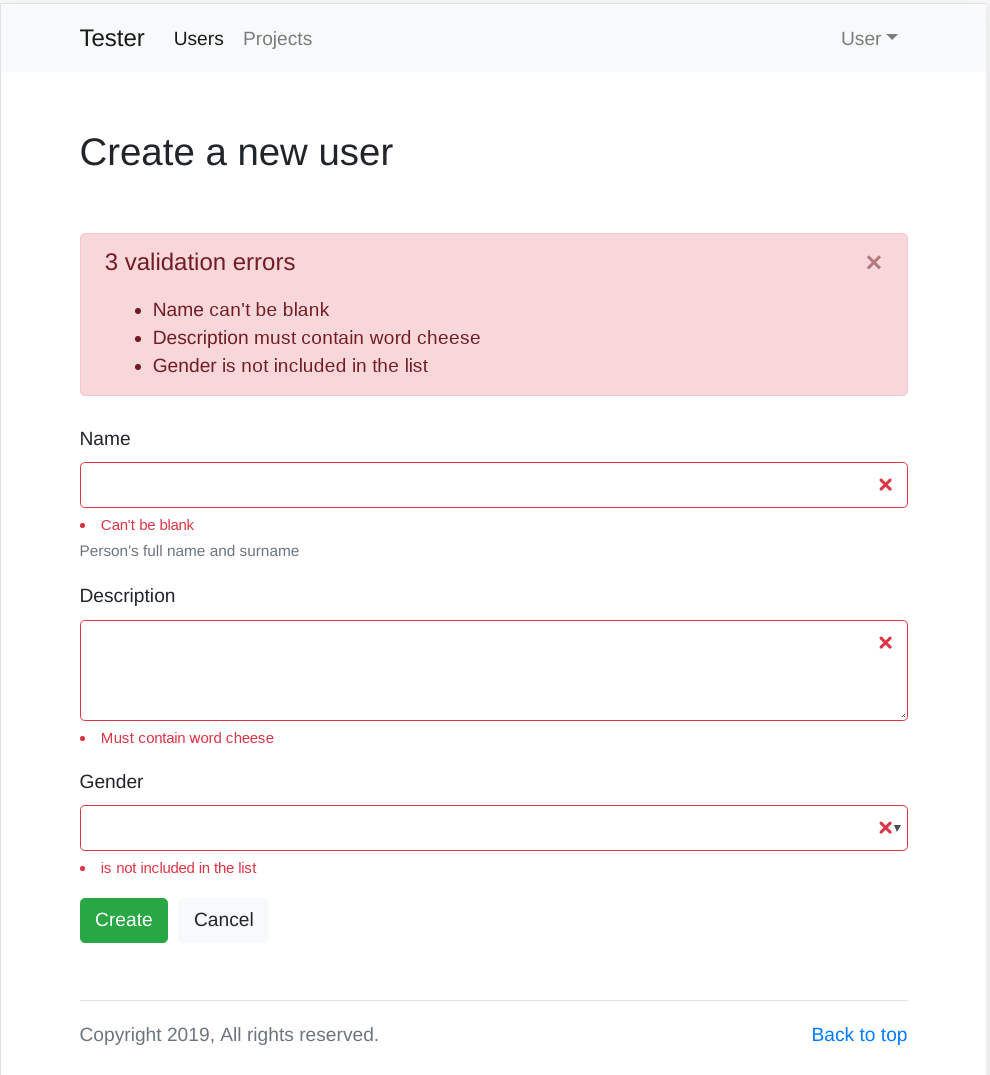 Tester Users Projects User
Create a new user
3 validation errors
Name can't be blank
Description must contain word cheese
Gender is not included in the list
Name
Can't be blank
Person's full name and surname
Description
Must contain word cheese
Gender
is not included in the list
Create Cancel
Copyright 2019, All rights reserved. Back to top